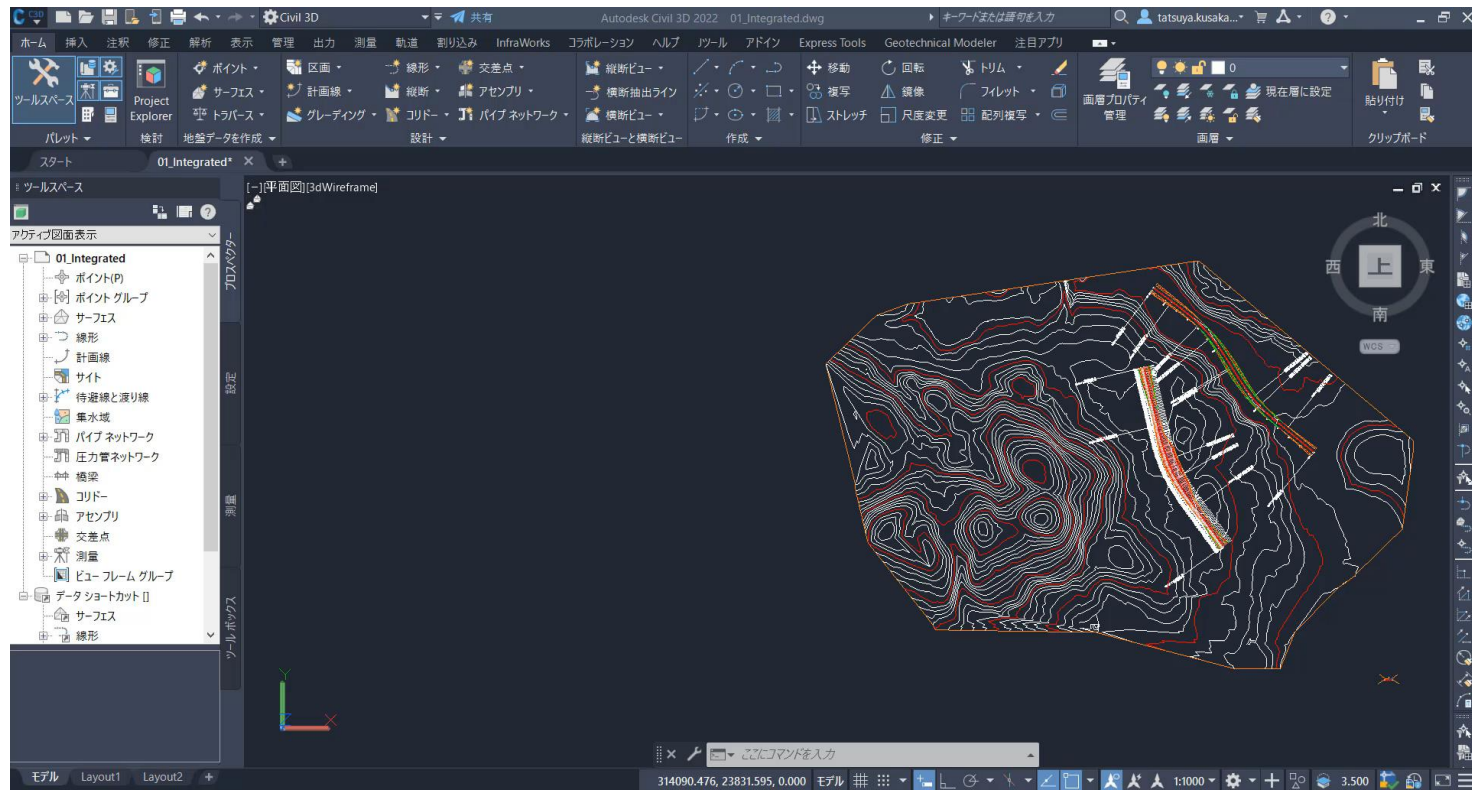 C3D Civil 3D 共有 Autodesk Civil 3D 2022 01_Integrated.dwg キーワードまたは語句を入力 tatsuya.kusaka...
ホーム 挿入 注釈 修正 解析 表示 管理 出力 測量 軌道 割り込み InfraWorks コラボレーション ヘルプ Jツール アドイン Express Tools Geotechnical Modeler 注目アプリ
ポイント 区画 線形 交差点 縦断ビュー 移動 回転 トリム 0
ツールスペース Project Explorer サーフェス 計画線 縦断 アセンブリ 横断抽出ライン 複写 鏡像 フィレット 画層プロパティ管理 現在層に設定 貼り付け
トラバース グレーディング コリドー パイプ ネットワーク 横断ビュー ストレッチ 尺度変更 配列複写
パレット 検討 地盤データを作成 設計 縦断ビューと横断ビュー 作成 修正 画層 クリップボード
スタート 01_Integrated*
ツールスペース
[-][平面図][3dWireframe]
アクティブ図面表示
プロスペクター
設定
測量
ツールボックス
01_Integrated
ポイント(P)
ポイント グループ
サーフェス
線形
計画線
サイト
待避線と渡り線
集水域
パイプ ネットワーク
圧力管ネットワーク
橋梁
コリドー
アセンブリ
交差点
測量
ビュー フレーム グループ
データ ショートカット []
サーフェス
線形
北
西 上 東
南
WCS
Y
Z X
ここにコマンドを入力
モデル Layout1 Layout2 +
314090.476, 23831.595, 0.000 モデル 1:1000 3.500